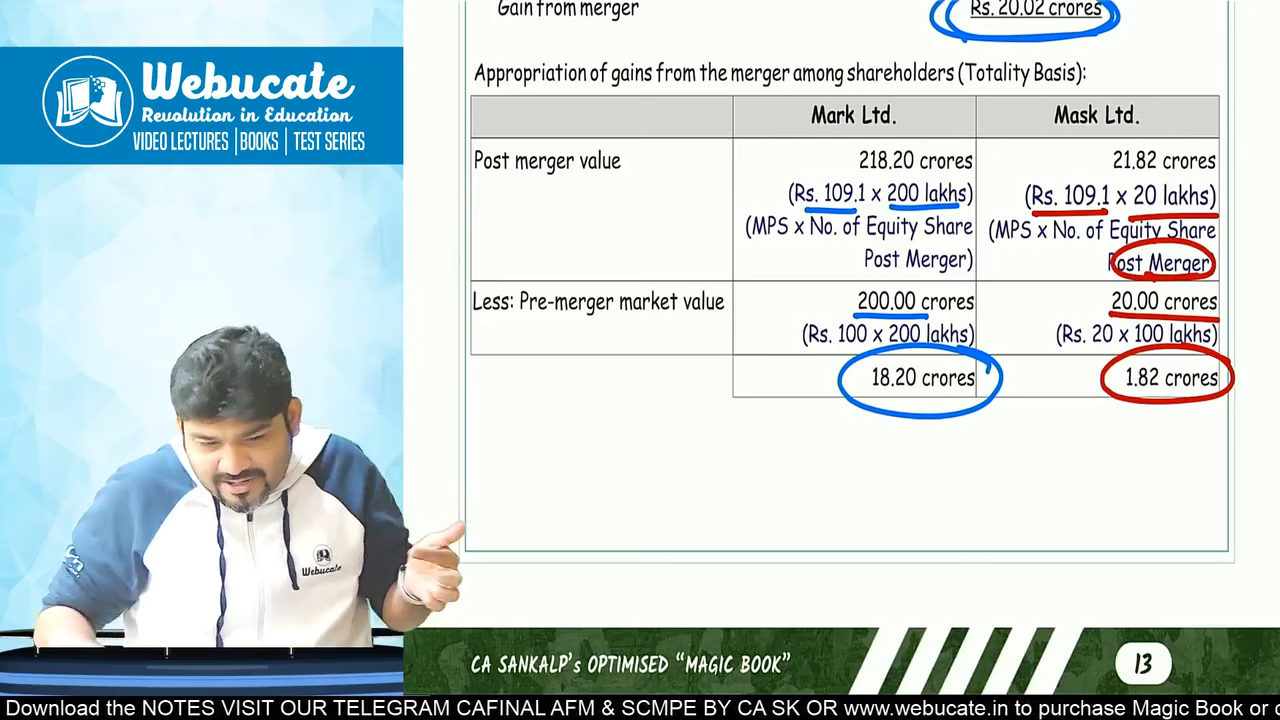 Gain from merger
Rs. 20.02 crores
Webucate
Revolution in Education
VIDEO LECTURES | BOOKS | TEST SERIES
Appropriation of gains from the merger among shareholders (Totality Basis):
Mark Ltd. Mask Ltd.
Post merger value 218.20 crores 21.82 crores
(Rs. 109.1 x 200 lakhs) (Rs. 109.1 x 20 lakhs)
(MPS x No. of Equity Share (MPS x No. of Equity Share
Post Merger) Post Merger)
Less: Pre-merger market value 200.00 crores 20.00 crores
(Rs. 100 x 200 lakhs) (Rs. 20 x 100 lakhs)
18.20 crores 1.82 crores
Webucate
CA SANKALP's OPTIMISED "MAGIC BOOK" 13
Download the NOTES VISIT OUR TELEGRAM CAFINAL AFM & SCMPE BY CA SK OR www.webucate.in to purchase Magic Book or